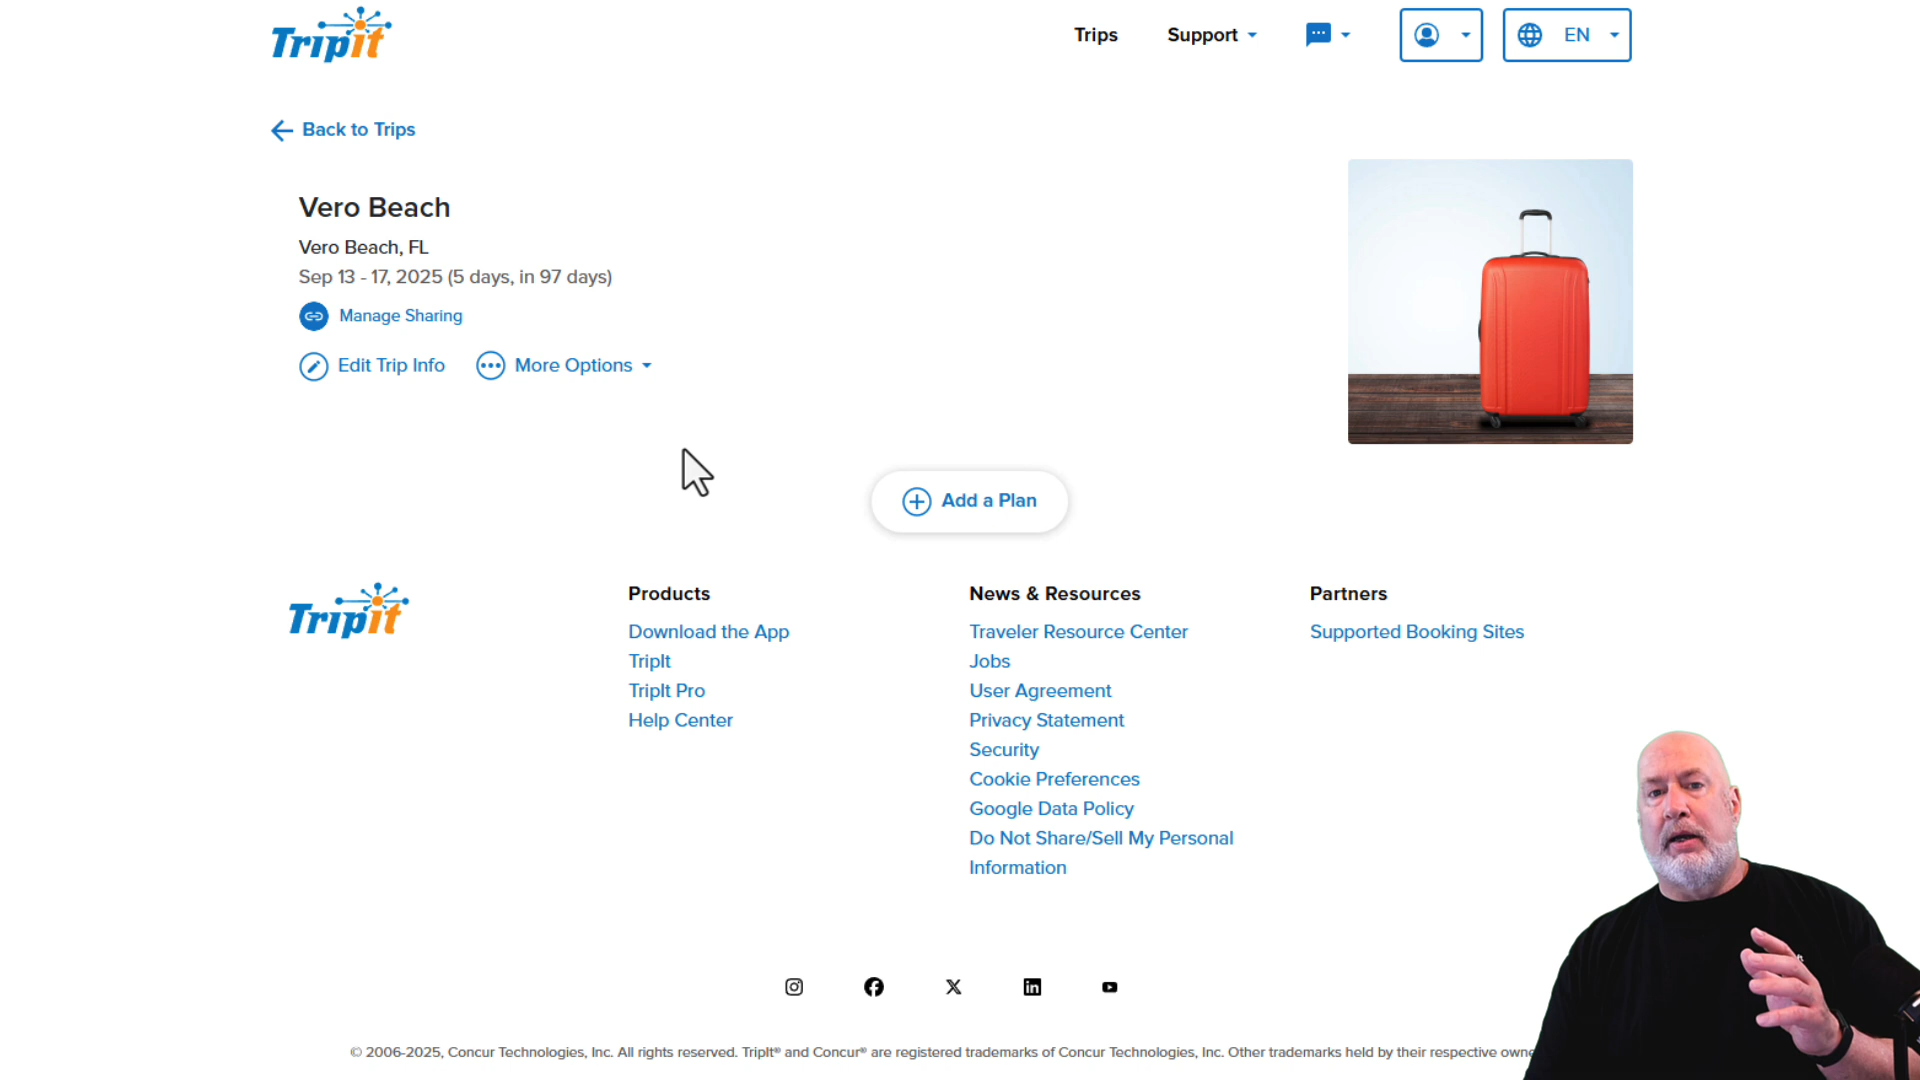 Tripit
Trips
Support
EN
Back to Trips
Vero Beach
Vero Beach, FL
Sep 13 - 17, 2025 (5 days, in 97 days)
Manage Sharing
Edit Trip Info
More Options
Add a Plan
Tripit
Products
Download the App
TripIt
TripIt Pro
Help Center
News & Resources
Traveler Resource Center
Jobs
User Agreement
Privacy Statement
Security
Cookie Preferences
Google Data Policy
Do Not Share/Sell My Personal
Information
Partners
Supported Booking Sites
© 2006-2025, Concur Technologies, Inc. All rights reserved. TripIt® and Concur® are registered trademarks of Concur Technologies, Inc. Other trademarks held by their respective